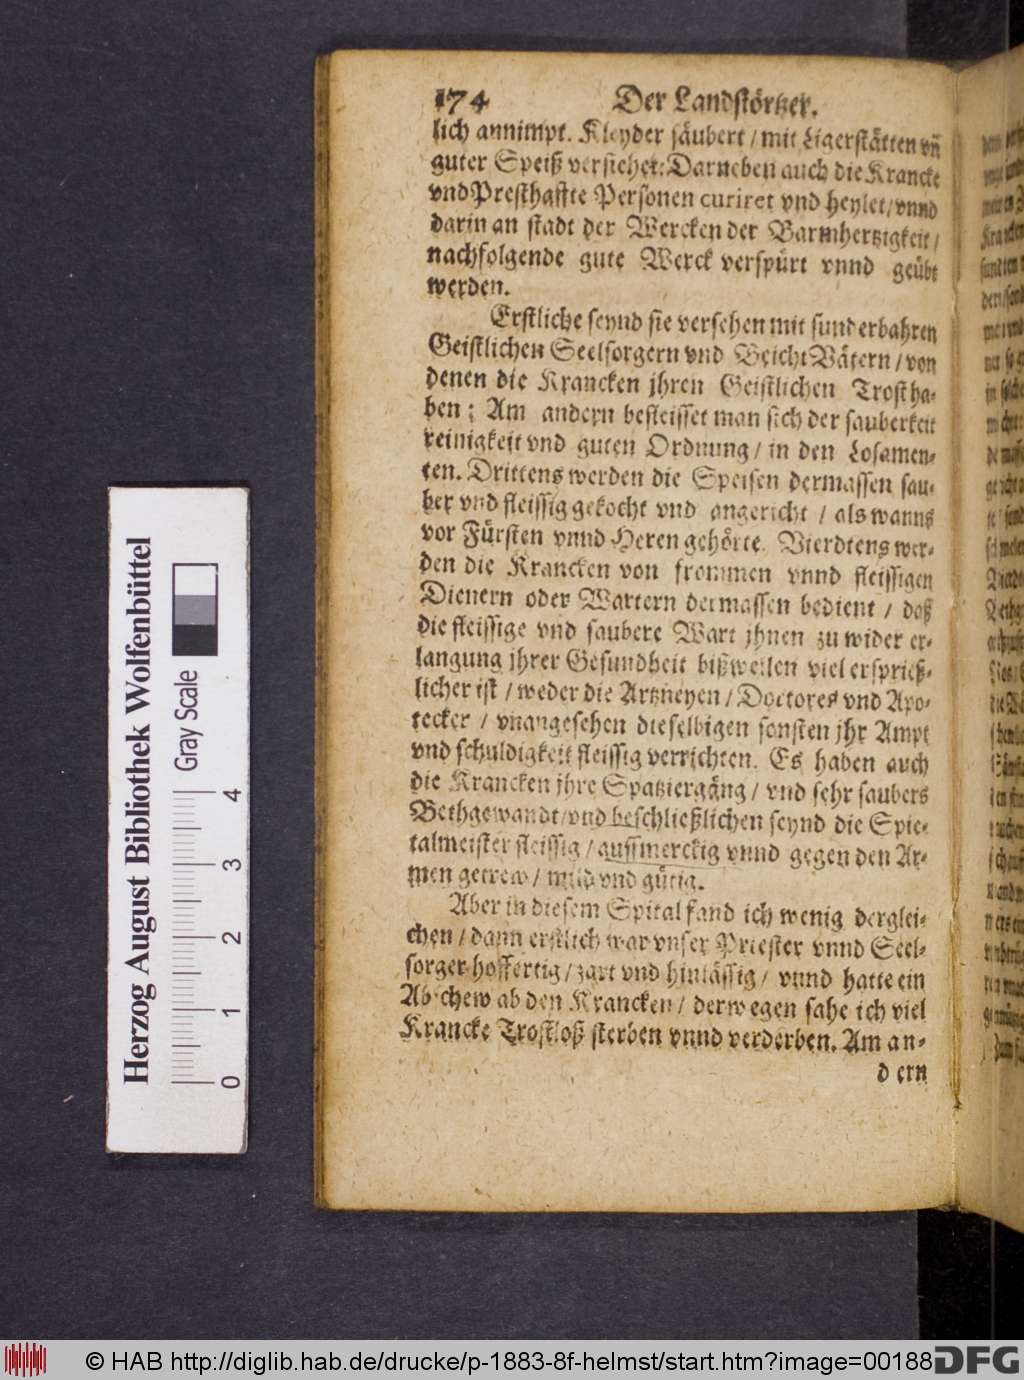 174 Der Landstörtzer.
lich annimpt. Kleyder säubert / mit Ligerstätten vñ
guter Speiß versiehet: Darneben auch die Krancke
vnd Presthaffte Personen curiret vnd heylet / vnnd
darin an statt der Wercken der Barmhertzigkeit /
nachfolgende gute Werck verspürt vnnd geübt
werden.
Erstliche seynd sie versehen mit sunderbahren
Geistlichen Seelsorgern vnd Beicht Vätern / von
denen die Krancken jhren Geistlichen Trost ha-
ben: Am andern befleisset man sich der sauberkeit
reinigkeit vnd guten Ordnung / in den Losamen-
ten. Drittens werden die Speisen dermassen sau-
ber vnd fleissig gekocht vnd angericht / als wanns
vor Fürsten vnnd Heren gehörte. Vierdtens wer-
den die Krancken von frommen vnnd fleissigen
Dienern oder Wartern dermassen bedient / daß
die fleissige vnd saubere Wart jhnen zu wider er-
langung jhrer Gesundheit bißweilen viel ersprieß-
licher ist / weder die Artzneyen / Doctores vnd Apo-
tecker / vnangesehen dieselbigen sonsten jhr Ampt
vnd schuldigkeit fleissig verrichten. Es haben auch
die Krancken jhre Spatziergäng / vnd sehr saubers
Bethgewandt / vnd beschließlichen seynd die Spie-
talmeister fleissig / auffmerckig vnnd gegen den Ar-
men getrew / mild vnd gütig.
Aber in diesem Spital fand ich wenig derglei-
chen / dann erstlich war vnser Priester vnnd Seel-
sorger hoffertig / zart vnd hinlässig / vnnd hatte ein
Abschew ab den Krancken / derwegen sahe ich viel
Krancke Trostloß sterben vnnd verderben. Am an-
dern
Herzog August Bibliothek Wolfenbüttel
Gray Scale
0 1 2 3 4
© HAB http://diglib.hab.de/drucke/p-1883-8f-helmst/start.htm?image=00188
DFG